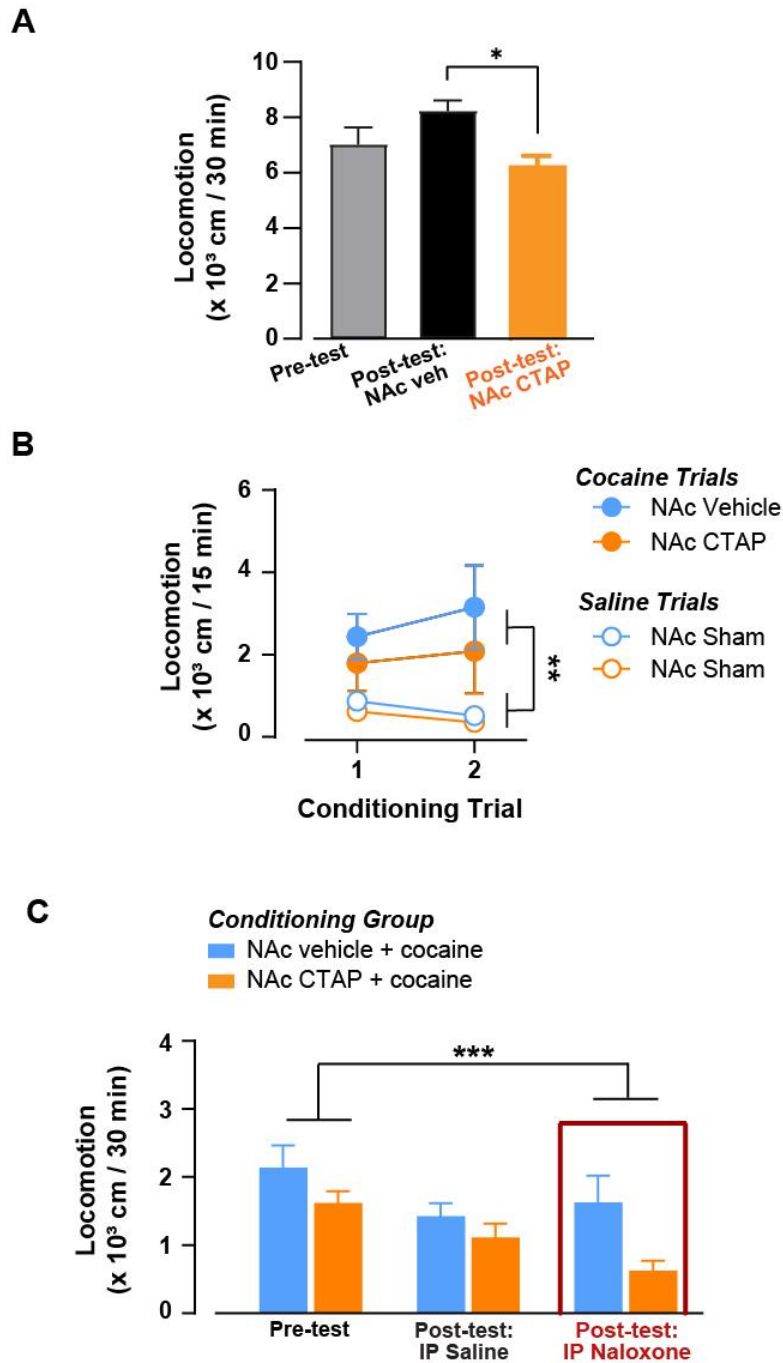 A
*
10
8
6
4
2
0
Locomotion
(x 10³ cm / 30 min)
Pre-test
Post-test:
NAc veh
Post-test:
NAc CTAP
B
6
4
2
0
Locomotion
(x 10³ cm / 15 min)
1
2
Conditioning Trial
**
Cocaine Trials
NAc Vehicle
NAc CTAP
Saline Trials
NAc Sham
NAc Sham
C
Conditioning Group
NAc vehicle + cocaine
NAc CTAP + cocaine
***
4
3
2
1
0
Locomotion
(x 10³ cm / 30 min)
Pre-test
Post-test:
IP Saline
Post-test:
IP Naloxone